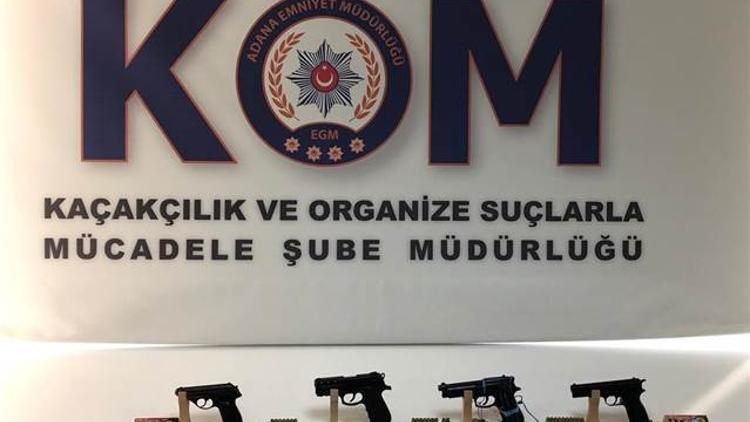 KOM
ADANA EMNİYET MÜDÜRLÜĞÜ
EGM
KAÇAKÇILIK VE ORGANİZE SUÇLARLA
MÜCADELE ŞUBE MÜDÜRLÜĞÜ